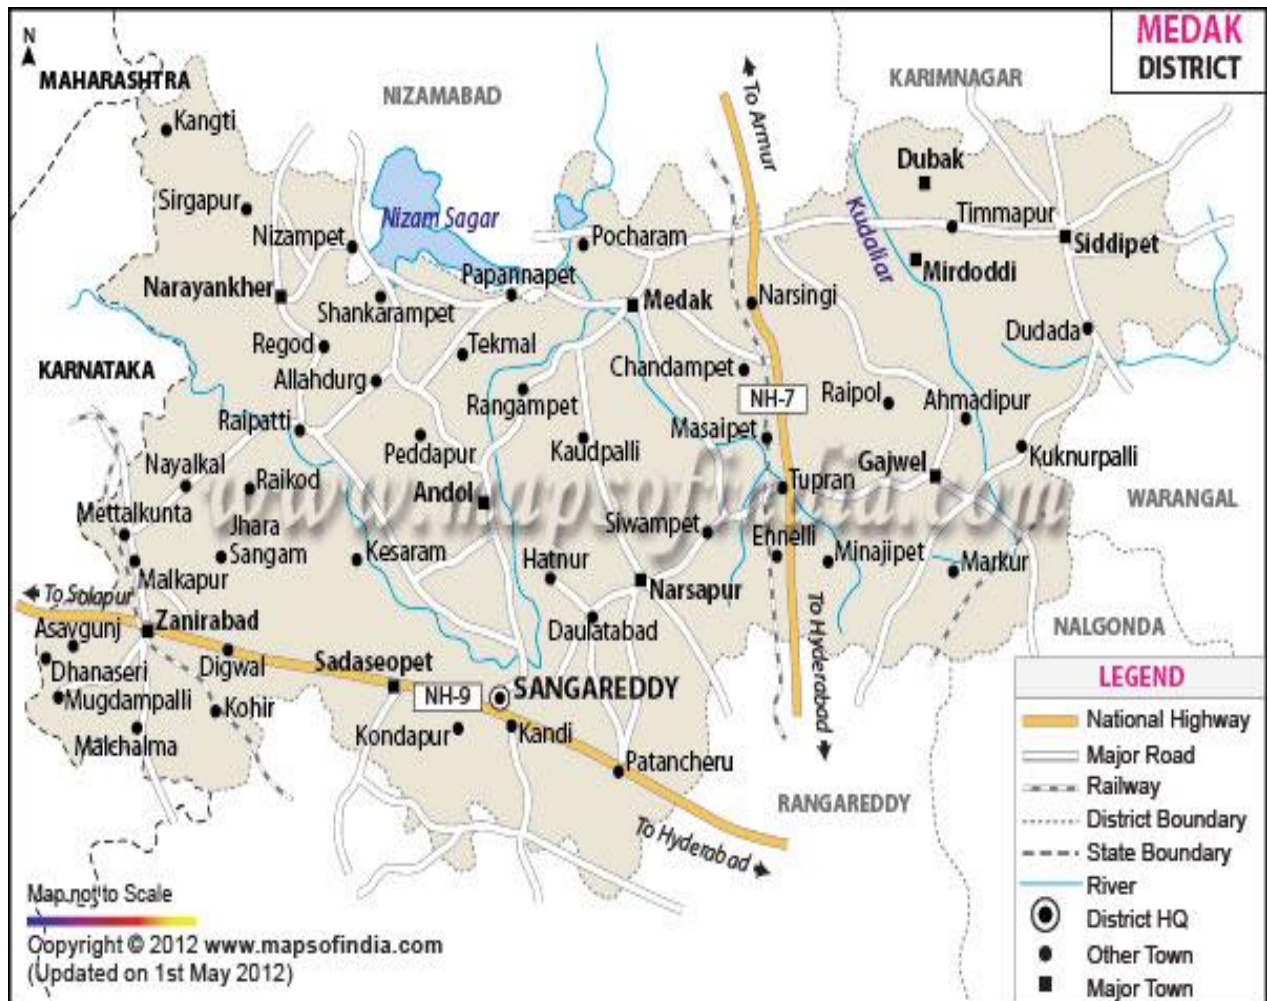 MEDAK
DISTRICT
N
MAHARASHTRA
NIZAMABAD
KARIMNAGAR
To Armur
Kangti
Dubak
Sirgapur
Nizam Sagar
Kudaliar
Timmapur
Nizampet
Pocharam
Siddipet
Mirdoddi
Narayankher
Papannapet
Medak
Narsingi
Shankarampet
Dudada
Regod
Tekmal
KARNATAKA
Chandampet
Allahdurg
Rangampet
NH-7
Raipol
Ahmadipur
Raipatti
Masaipet
Peddapur
Kaudpalli
Kuknurpalli
Nayalkal
Gajwel
Raikod
Andol
Tupran
WARANGAL
www.mapsofindia.com
Mettalkunta
Jhara
Sangam
Siwampet
Ennelli
Kesaram
Hatnur
Minajipet
Markur
Malkapur
Narsapur
To Solapur
Zanirabad
To Hyderabad
Asavgunj
Daulatabad
NALGONDA
Dhanaseri
Digwal
Sadaseopet
SANGAREDDY
NH-9
Mugdampalli
Kohir
Kondapur
Kandi
Malchalma
Patancheru
RANGAREDDY
To Hyderabad
LEGEND
National Highway
Major Road
Railway
District Boundary
State Boundary
River
District HQ
Other Town
Major Town
Map not to Scale
Copyright © 2012 www.mapsofindia.com
(Updated on 1st May 2012)